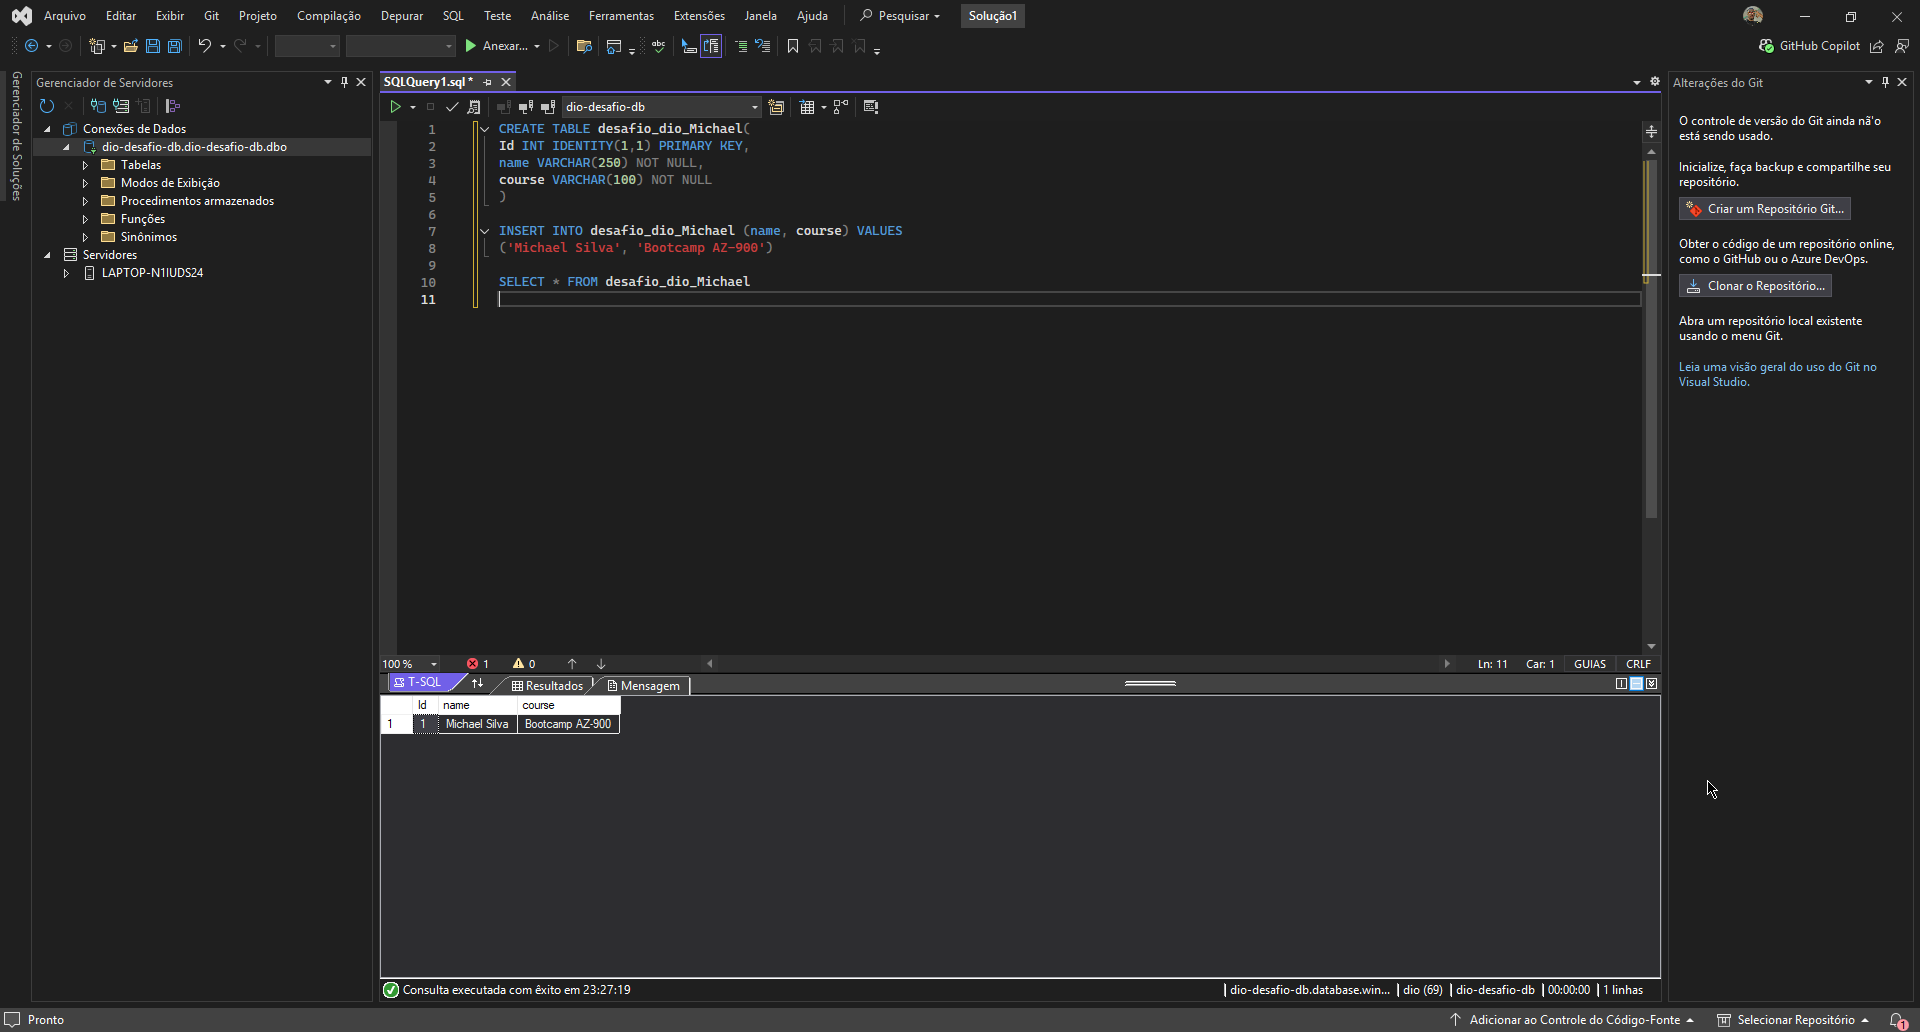 Arquivo Editar Exibir Git Projeto Compilação Depurar SQL Teste Análise Ferramentas Extensões Janela Ajuda Pesquisar Solução1
Anexar... GitHub Copilot
Gerenciador de Soluções
Gerenciador de Servidores
Conexões de Dados
dio-desafio-db.dio-desafio-db.dbo
Tabelas
Modos de Exibição
Procedimentos armazenados
Funções
Sinônimos
Servidores
LAPTOP-N1IUDS24
SQLQuery1.sql *
dio-desafio-db
1 CREATE TABLE desafio_dio_Michael(
2 Id INT IDENTITY(1,1) PRIMARY KEY,
3 name VARCHAR(250) NOT NULL,
4 course VARCHAR(100) NOT NULL
5 )
6
7 INSERT INTO desafio_dio_Michael (name, course) VALUES
8 ('Michael Silva', 'Bootcamp AZ-900')
9
10 SELECT * FROM desafio_dio_Michael
11
100 % 1 0 Ln: 11 Car: 1 GUIAS CRLF
T-SQL Resultados Mensagem
Id name course
1 1 Michael Silva Bootcamp AZ-900
Consulta executada com êxito em 23:27:19 dio-desafio-db.database.win... dio (69) dio-desafio-db 00:00:00 1 linhas
Alterações do Git
O controle de versão do Git ainda nã'o
está sendo usado.
Inicialize, faça backup e compartilhe seu
repositório.
Criar um Repositório Git...
Obter o código de um repositório online,
como o GitHub ou o Azure DevOps.
Clonar o Repositório...
Abra um repositório local existente
usando o menu Git.
Leia uma visão geral do uso do Git no
Visual Studio.
Pronto Adicionar ao Controle do Código-Fonte Selecionar Repositório 1